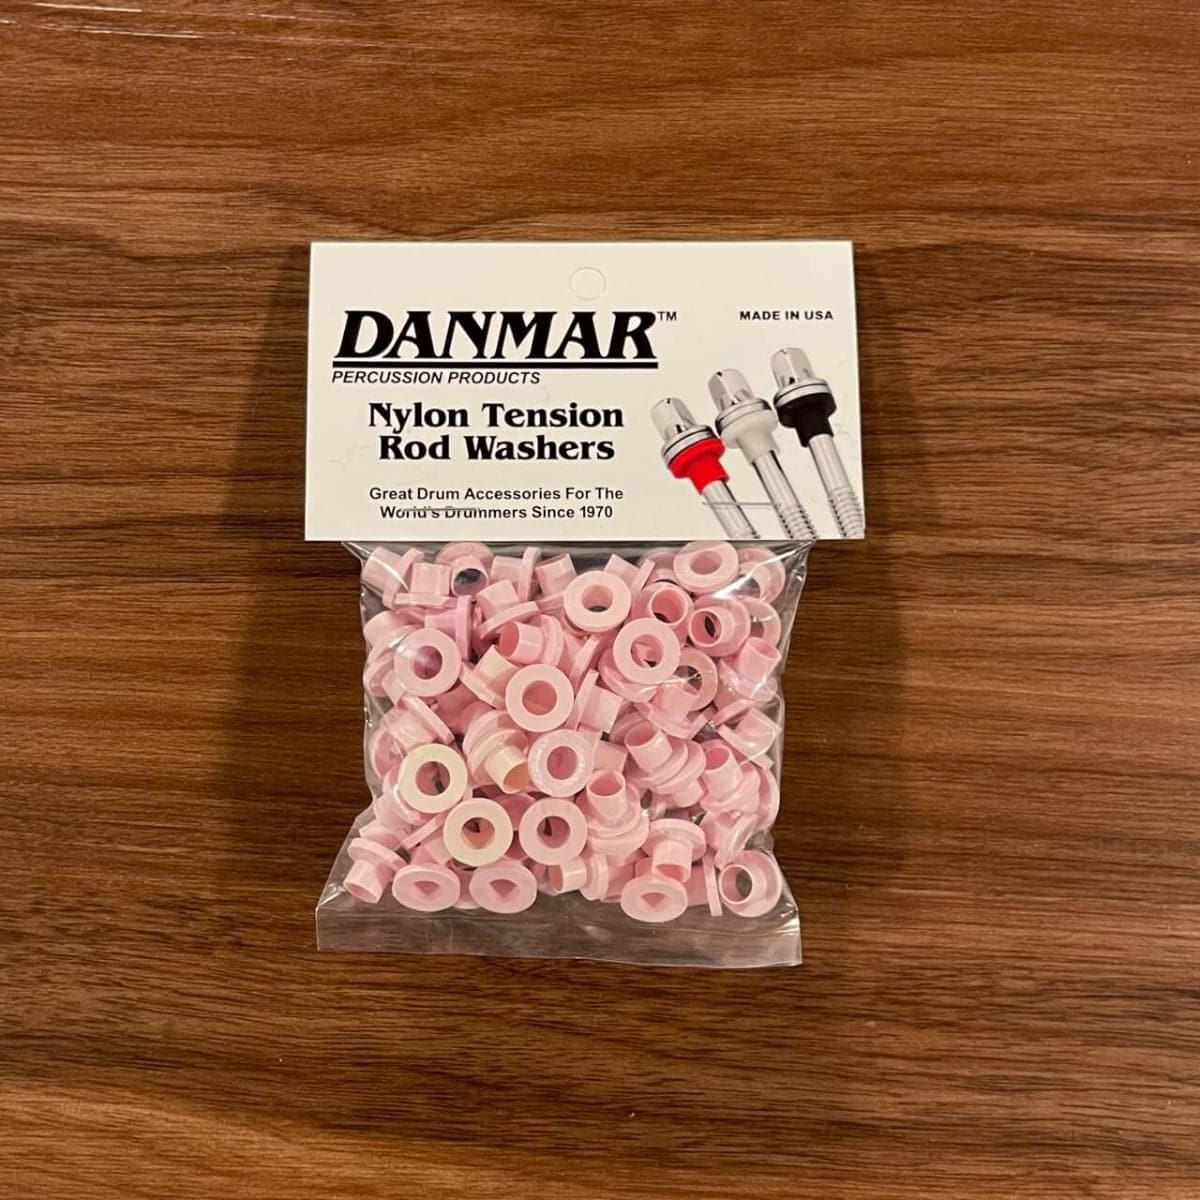 DANMAR™
MADE IN USA
PERCUSSION PRODUCTS
Nylon Tension
Rod Washers
Great Drum Accessories For The
World's Drummers Since 1970